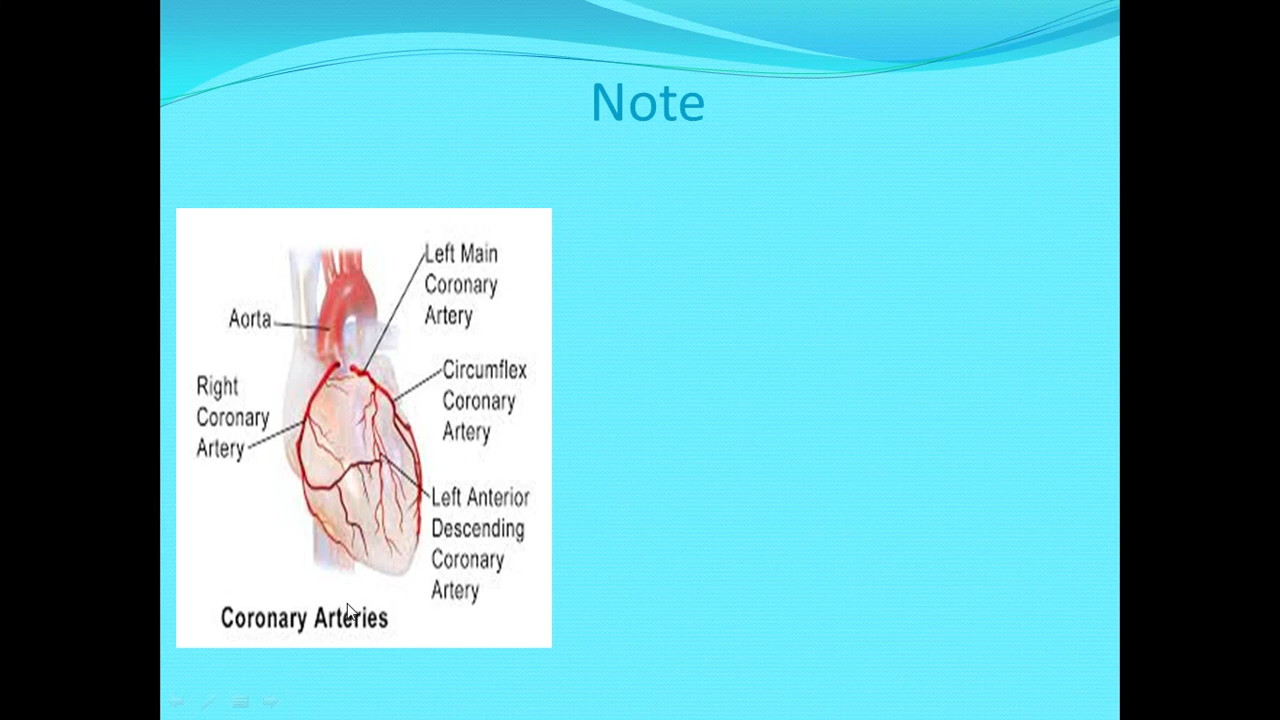 Note
Left Main
Coronary
Artery
Aorta
Circumflex
Coronary
Artery
Right
Coronary
Artery
Left Anterior
Descending
Coronary
Artery
Coronary Arteries